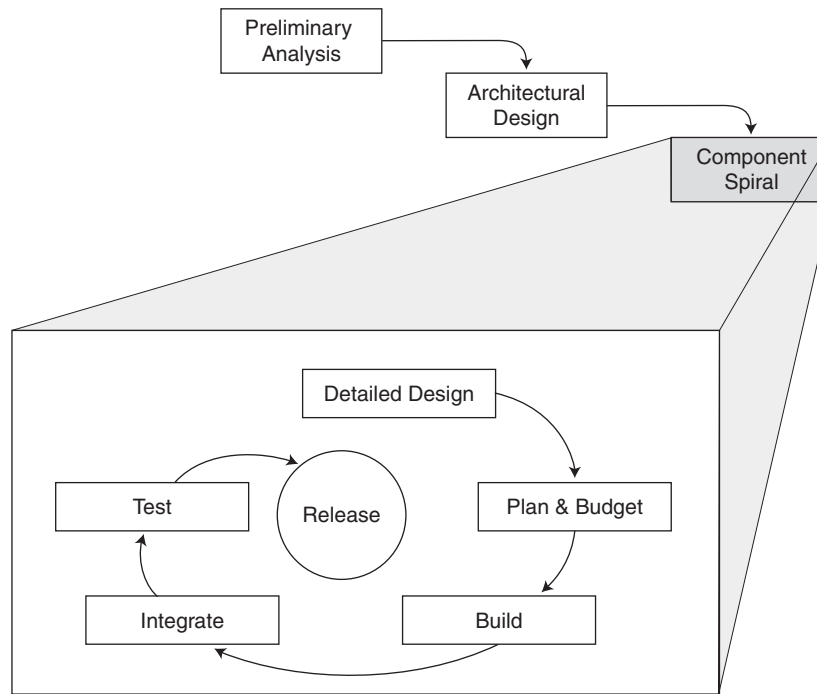 Preliminary
Analysis
Architectural
Design
Component
Spiral
Detailed Design
Test
Release
Plan & Budget
Integrate
Build